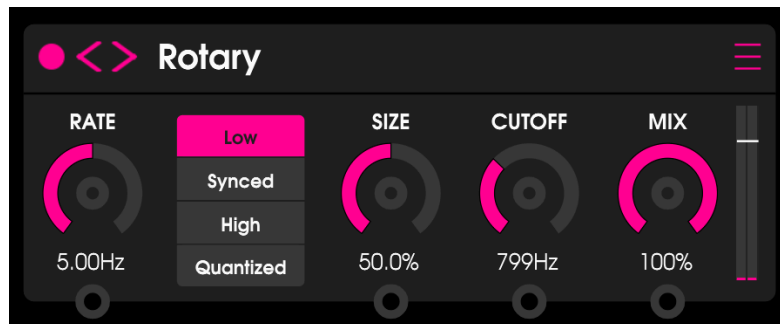 Rotary
RATE
Low
Synced
High
Quantized
5.00Hz
SIZE
50.0%
CUTOFF
799Hz
MIX
100%